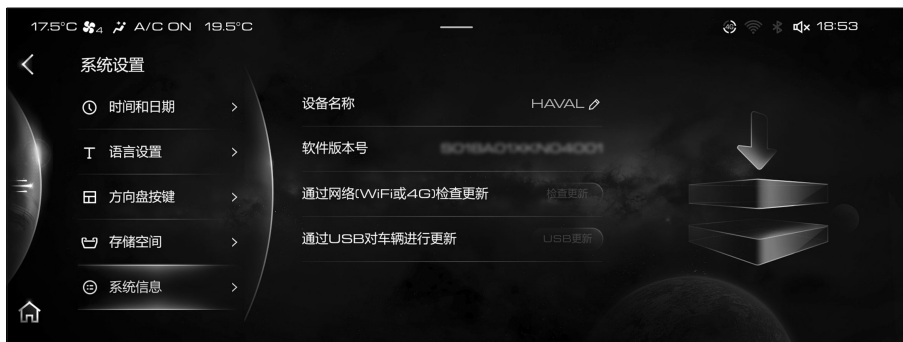 17.5°C 4 A/C ON 19.5°C 4G 18:53
系统设置
时间和日期
语言设置
方向盘按键
存储空间
系统信息
设备名称 HAVAL
软件版本号
通过网络(WiFi或4G)检查更新 检查更新
通过USB对车辆进行更新 USB更新